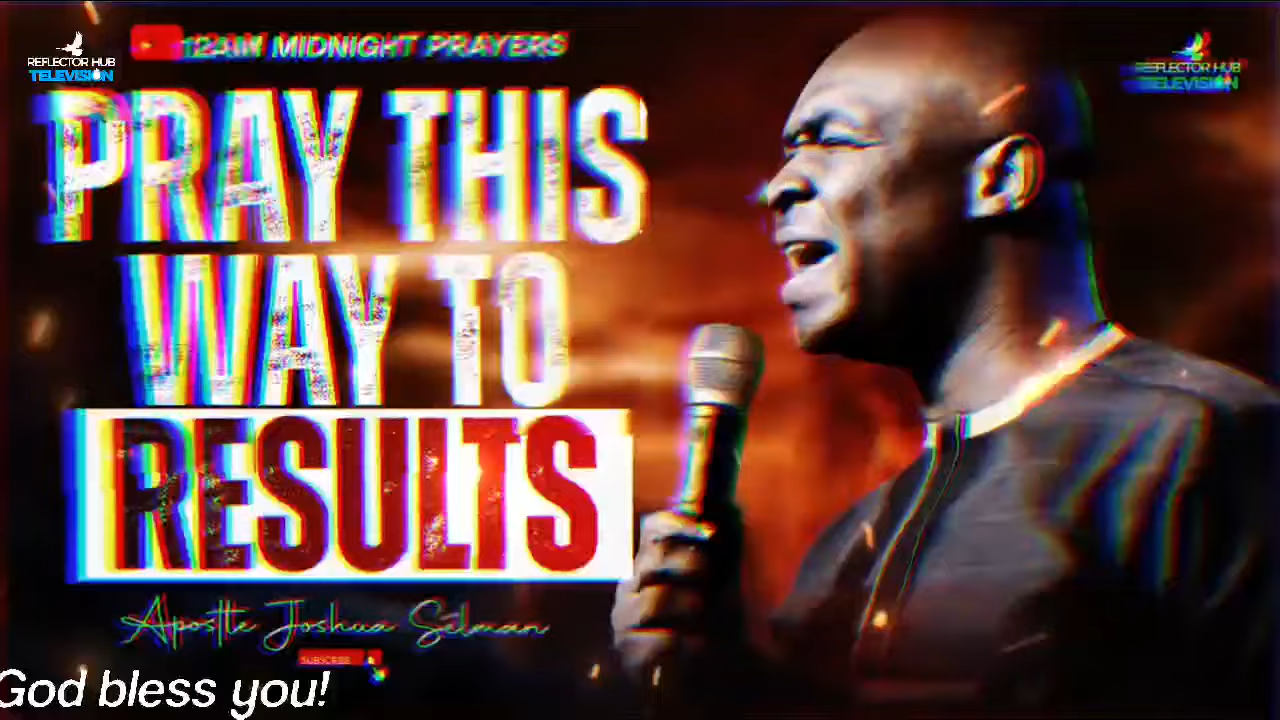 REFLECTOR HUB
TELEVISION
12AM MIDNIGHT PRAYERS
REFLECTOR HUB
TELEVISION
PRAY THIS
WAY TO
RESULTS
Apostle Joshua Selman
SUBSCRIBE
God bless you!